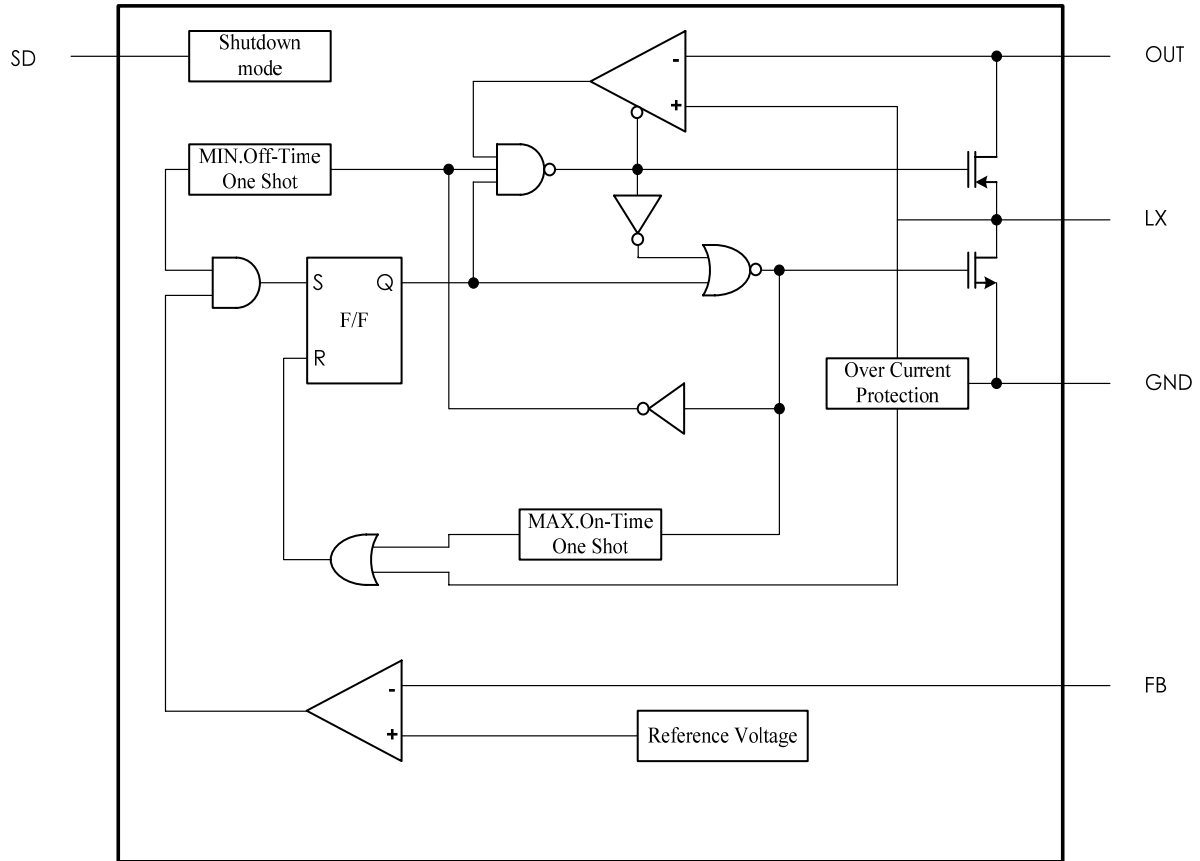 SD
Shutdown
mode
-
+
OUT
MIN.Off-Time
One Shot
LX
S
Q
F/F
R
Over Current
Protection
GND
MAX.On-Time
One Shot
-
+
FB
Reference Voltage